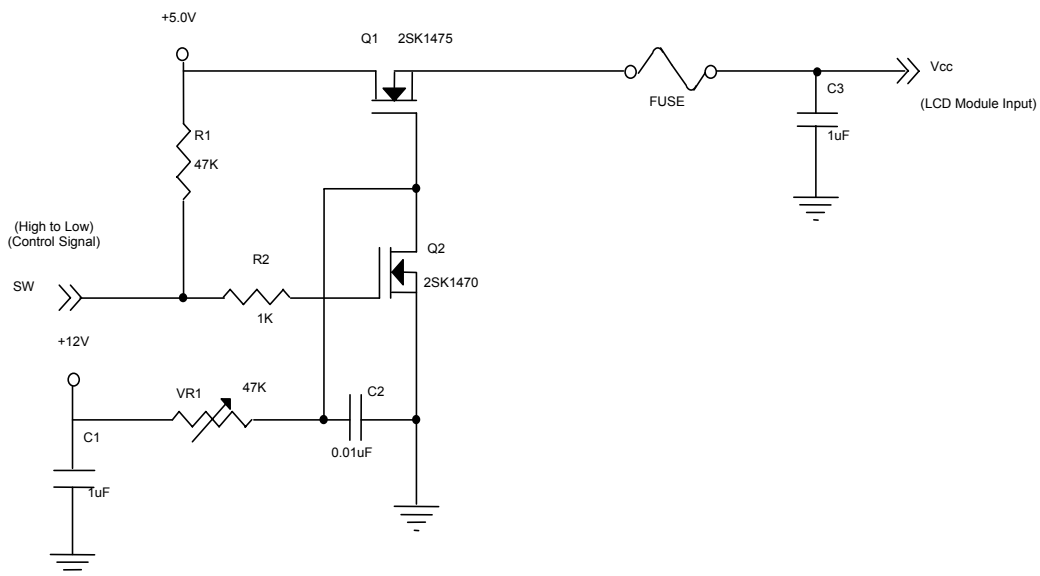 +5.0V
Q1 2SK1475
Vcc
FUSE
C3
(LCD Module Input)
R1
1uF
47K
(High to Low)
(Control Signal)
Q2
R2
2SK1470
SW
1K
+12V
VR1
47K
C2
C1
0.01uF
1uF